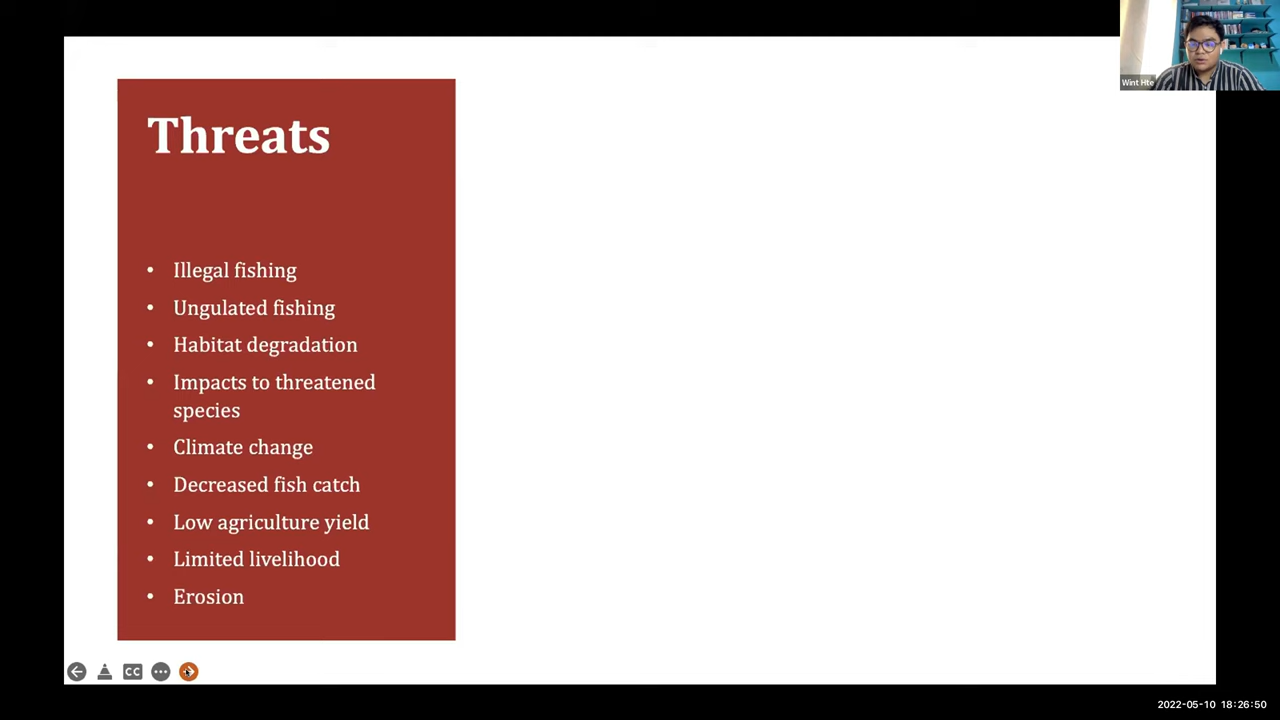 Wint Hte
Threats
• Illegal fishing
• Ungulated fishing
• Habitat degradation
• Impacts to threatened
species
• Climate change
• Decreased fish catch
• Low agriculture yield
• Limited livelihood
• Erosion
CC
2022-05-10 18:26:50